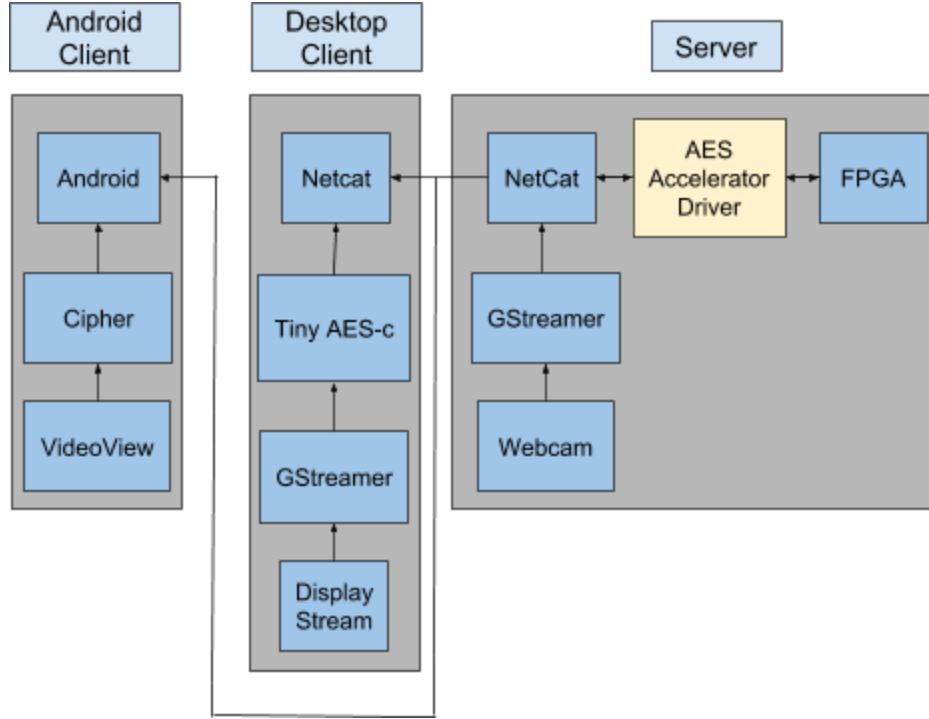 Android
Client
Desktop
Client
Server
Android
Netcat
NetCat
AES
Accelerator
Driver
FPGA
Cipher
Tiny AES-c
GStreamer
VideoView
GStreamer
Webcam
Display
Stream